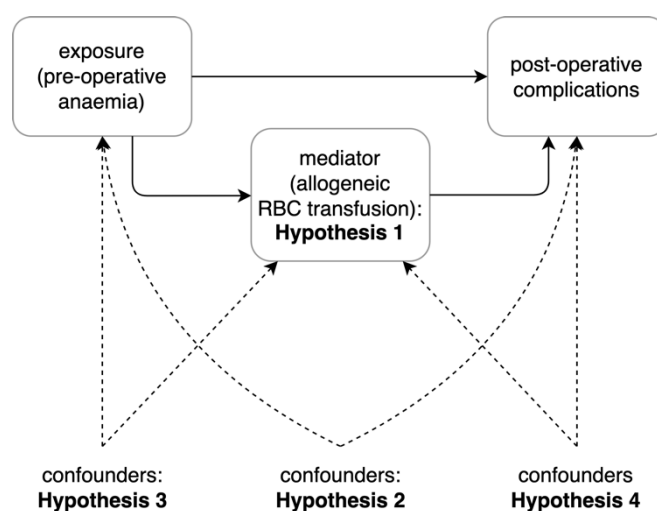 exposure
(pre-operative
anaemia)
post-operative
complications
mediator
(allogeneic
RBC transfusion):
Hypothesis 1
confounders:
Hypothesis 3
confounders:
Hypothesis 2
confounders
Hypothesis 4